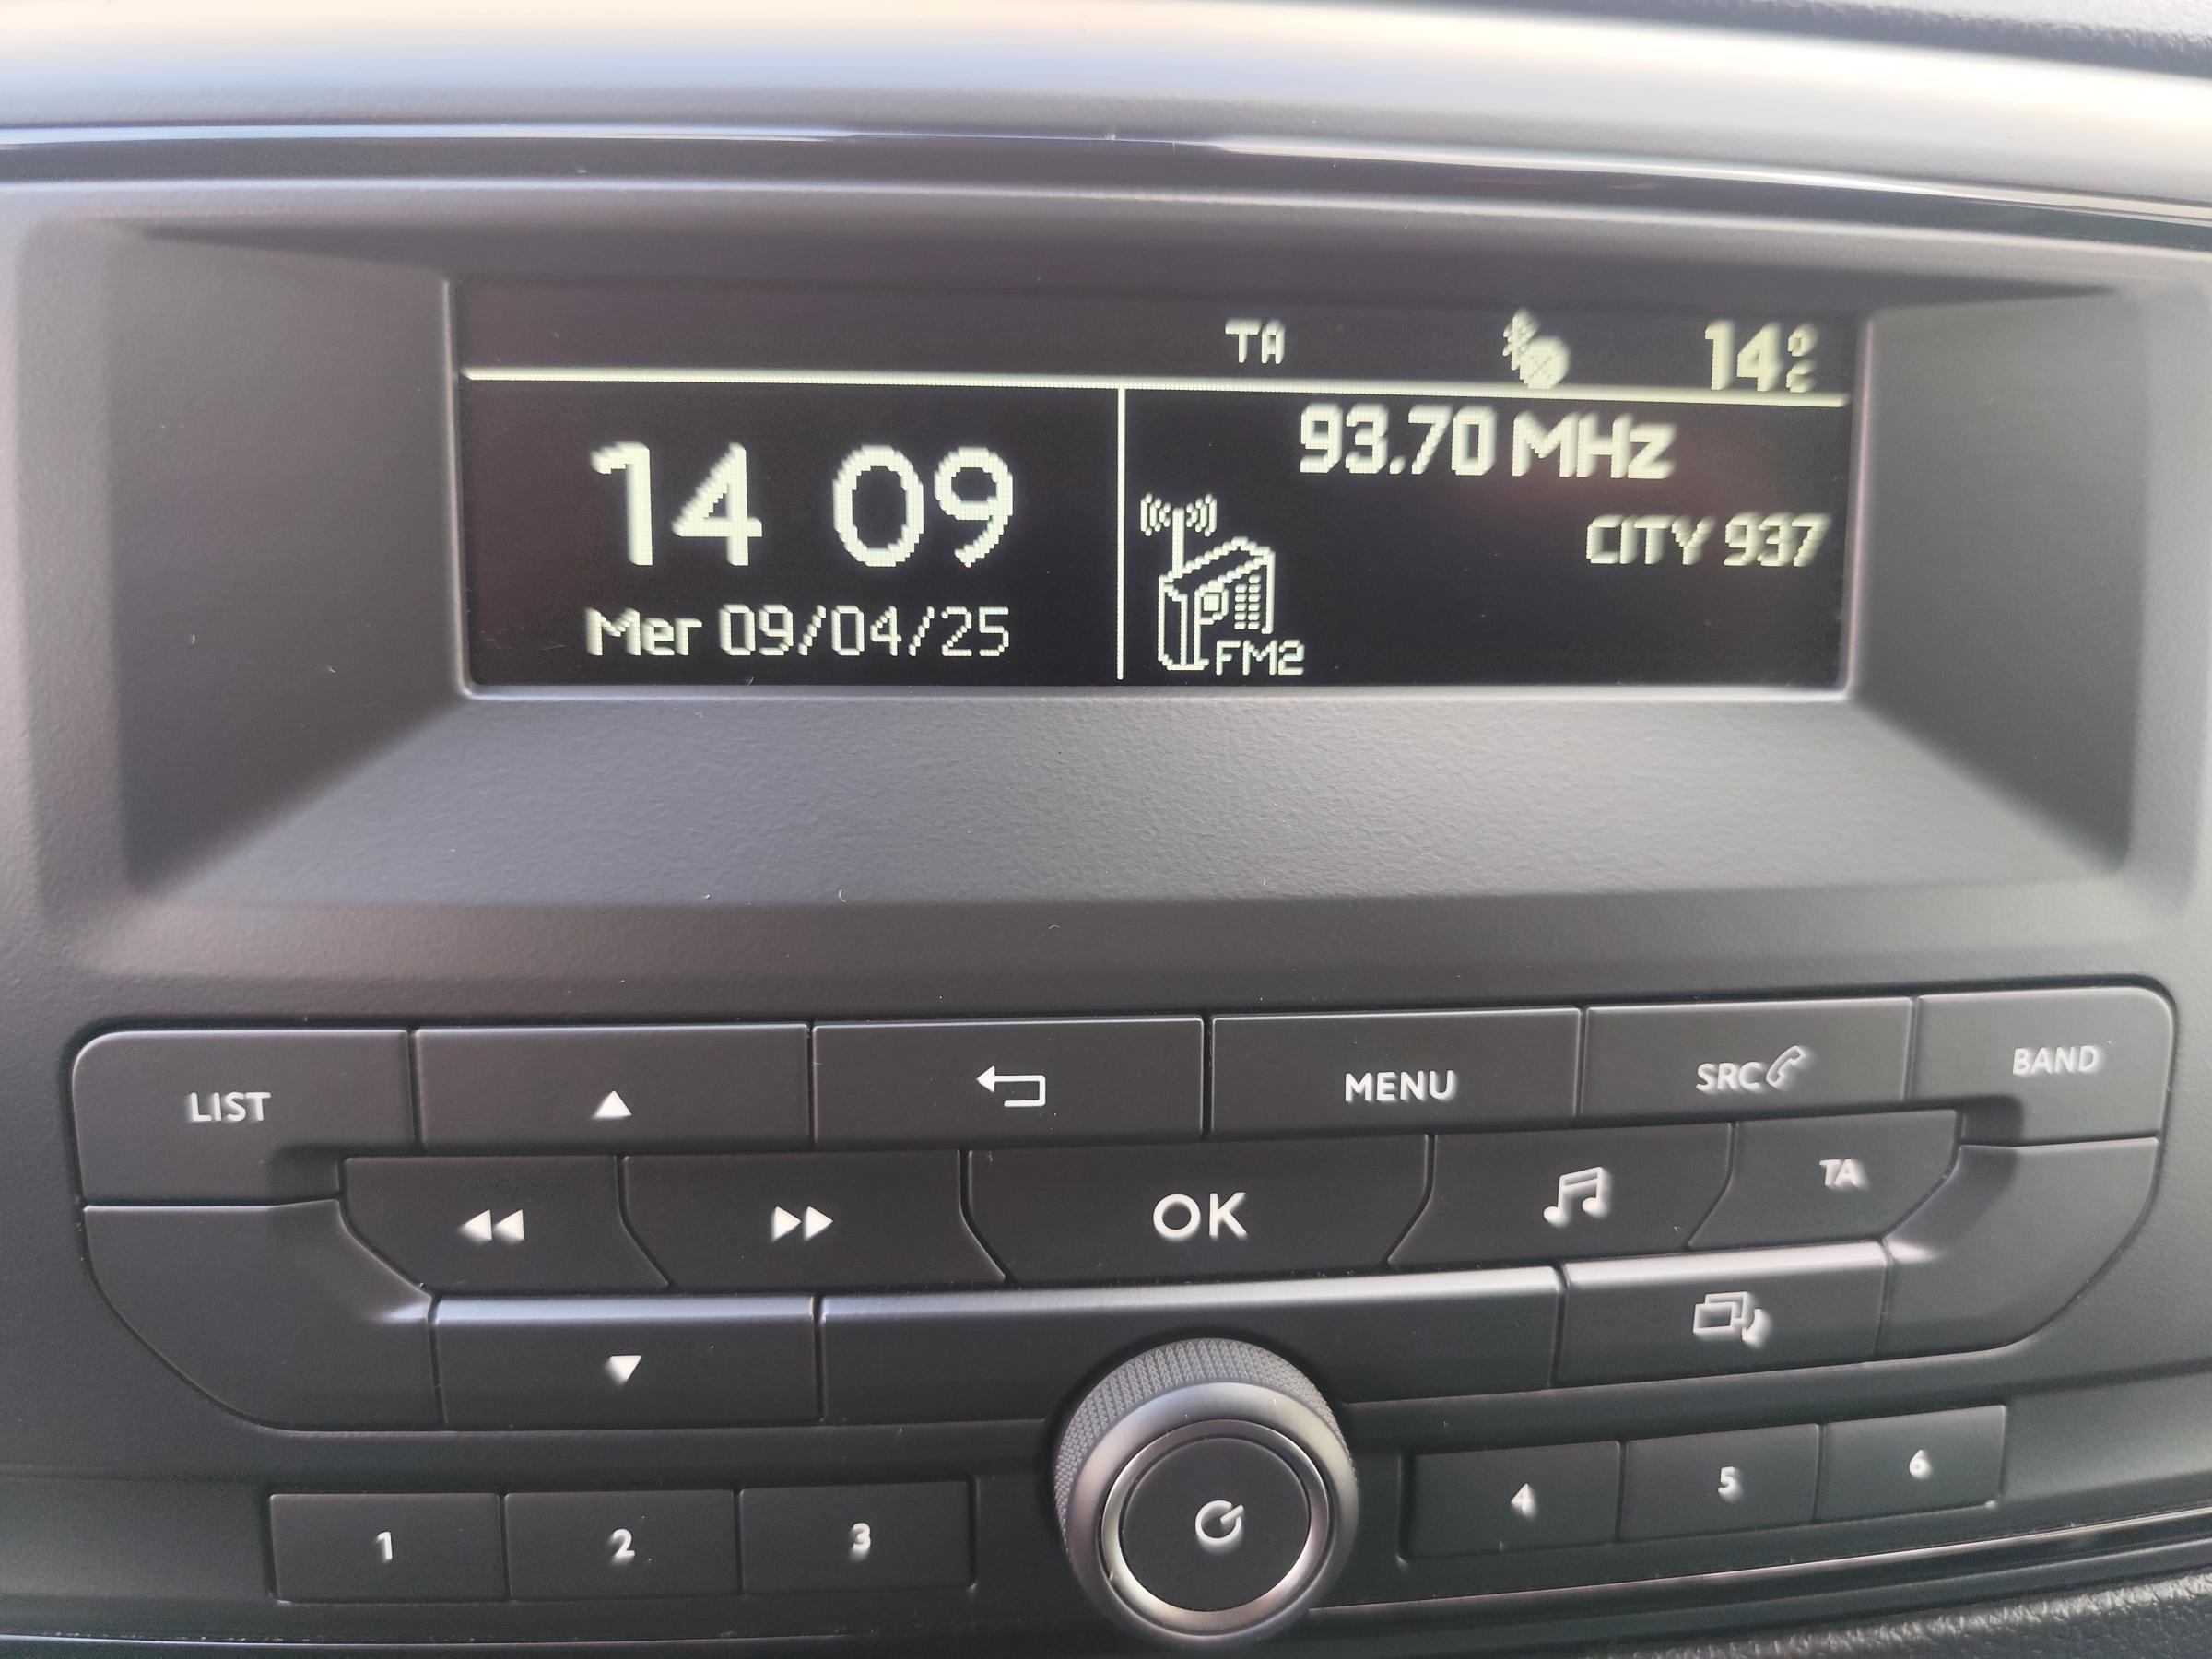 TA 14°C
14 09
Mer 09/04/25
93.70 MHz
CITY 937
FM2
LIST MENU SRC BAND
OK TA
1 2 3 4 5 6